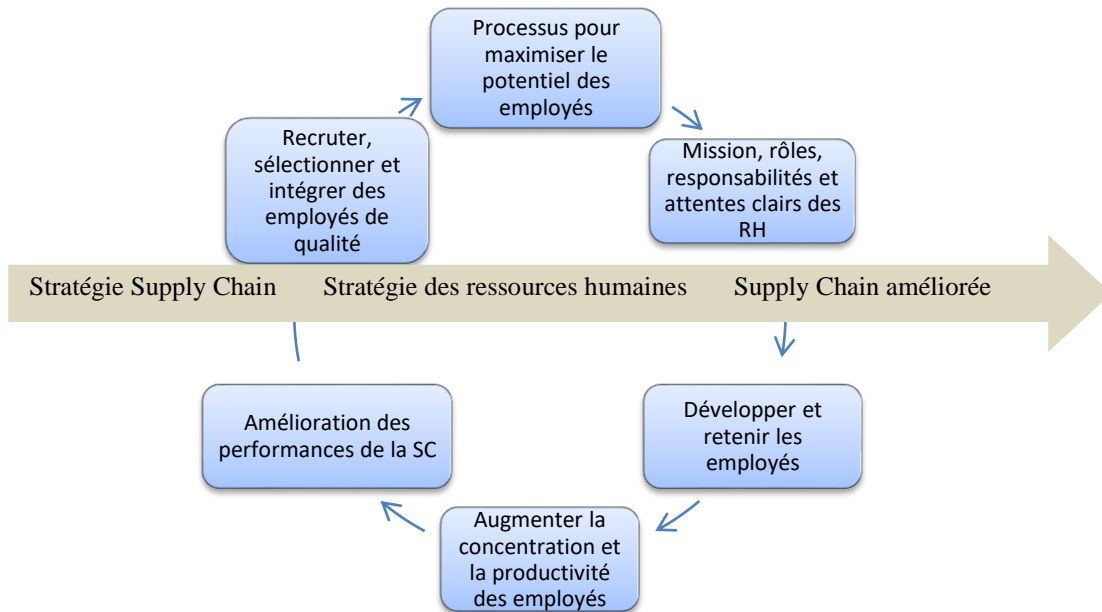 Processus pour
maximiser le
potentiel des
employés
Recruter,
sélectionner et
intégrer des
employés de
qualité
Mission, rôles,
responsabilités et
attentes clairs des
RH
Stratégie Supply Chain Stratégie des ressources humaines Supply Chain améliorée
Amélioration des
performances de la SC
Développer et
retenir les
employés
Augmenter la
concentration et
la productivité
des employés